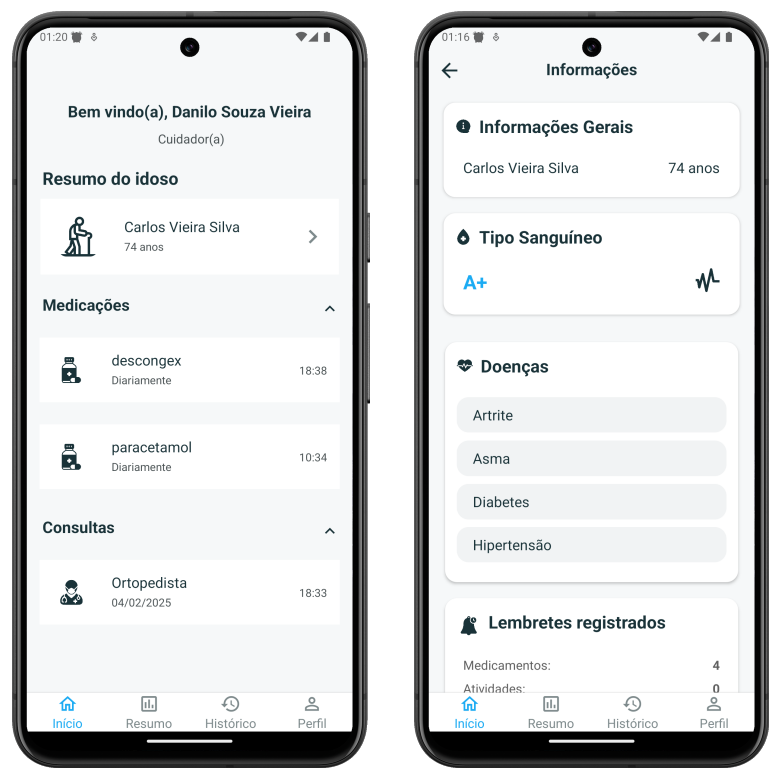 01:20
Bem vindo(a), Danilo Souza Vieira
Cuidador(a)
Resumo do idoso
Carlos Vieira Silva
74 anos
Medicações
descongex
Diariamente
18:38
paracetamol
Diariamente
10:34
Consultas
Ortopedista
04/02/2025
18:33
Início Resumo Histórico Perfil
01:16
Informações
Informações Gerais
Carlos Vieira Silva 74 anos
Tipo Sanguíneo
A+
Doenças
Artrite
Asma
Diabetes
Hipertensão
Lembretes registrados
Medicamentos: 4
Atividades: 0
Início Resumo Histórico Perfil